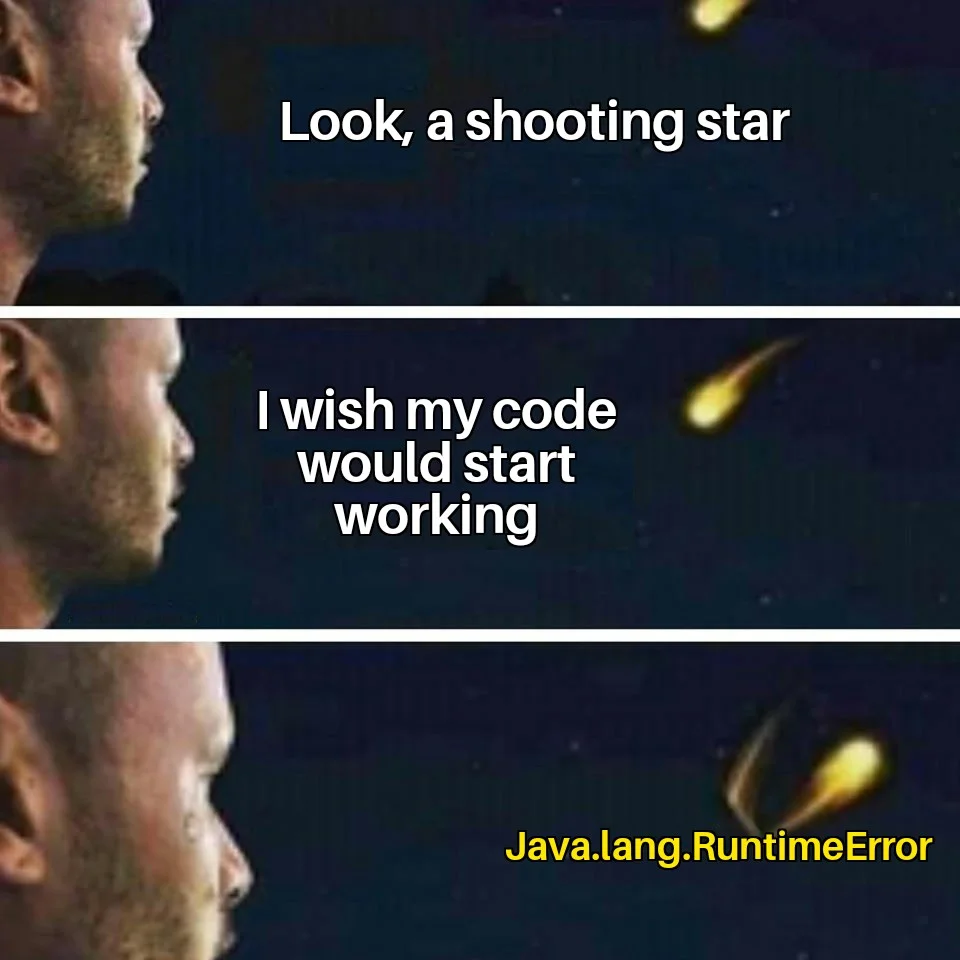 Look, a shooting star
I wish my code
would start
working
Java.lang.RuntimeError